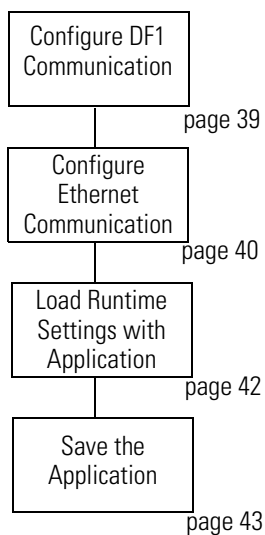 Configure DF1
Communication
page 39
Configure
Ethernet
Communication
page 40
Load Runtime
Settings with
Application
page 42
Save the
Application
page 43